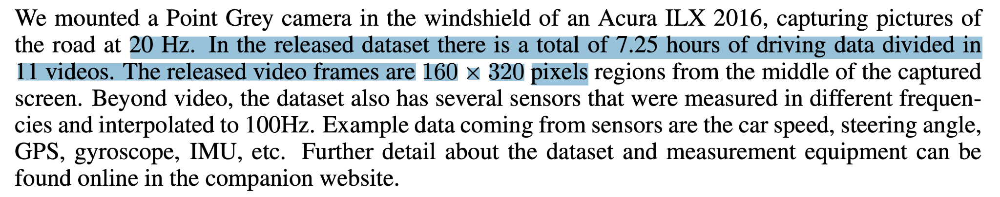 We mounted a Point Grey camera in the windshield of an Acura ILX 2016, capturing pictures of
the road at 20 Hz. In the released dataset there is a total of 7.25 hours of driving data divided in
11 videos. The released video frames are 160 × 320 pixels regions from the middle of the captured
screen. Beyond video, the dataset also has several sensors that were measured in different frequen-
cies and interpolated to 100Hz. Example data coming from sensors are the car speed, steering angle,
GPS, gyroscope, IMU, etc. Further detail about the dataset and measurement equipment can be
found online in the companion website.